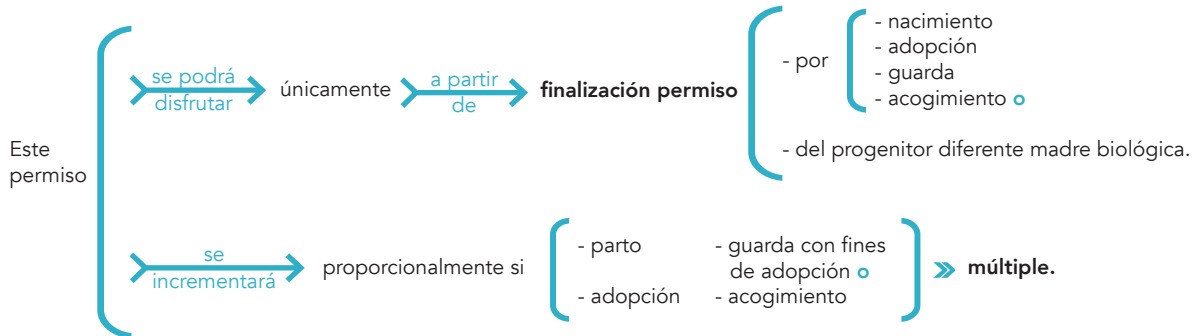 Este
permiso
se podrá
disfrutar
únicamente
a partir
de
finalización permiso
- por
- nacimiento
- adopción
- guarda
- acogimiento o
- del progenitor diferente madre biológica.
se
incrementará
proporcionalmente si
- parto
- adopción
- guarda con fines
de adopción o
- acogimiento
múltiple.